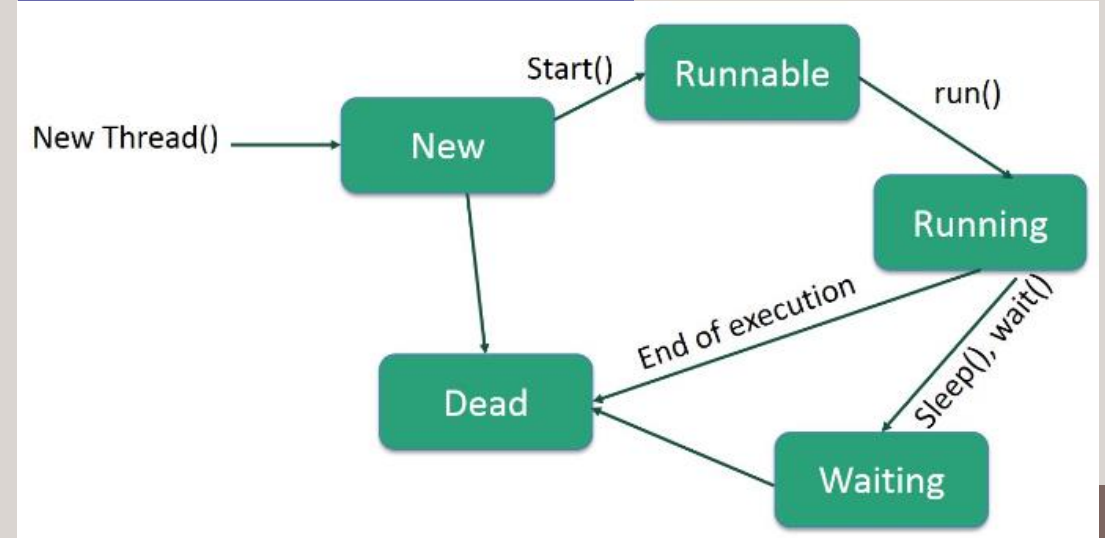 Start()
Runnable
run()
New Thread()
New
Running
End of execution
Sleep(), wait()
Dead
Waiting